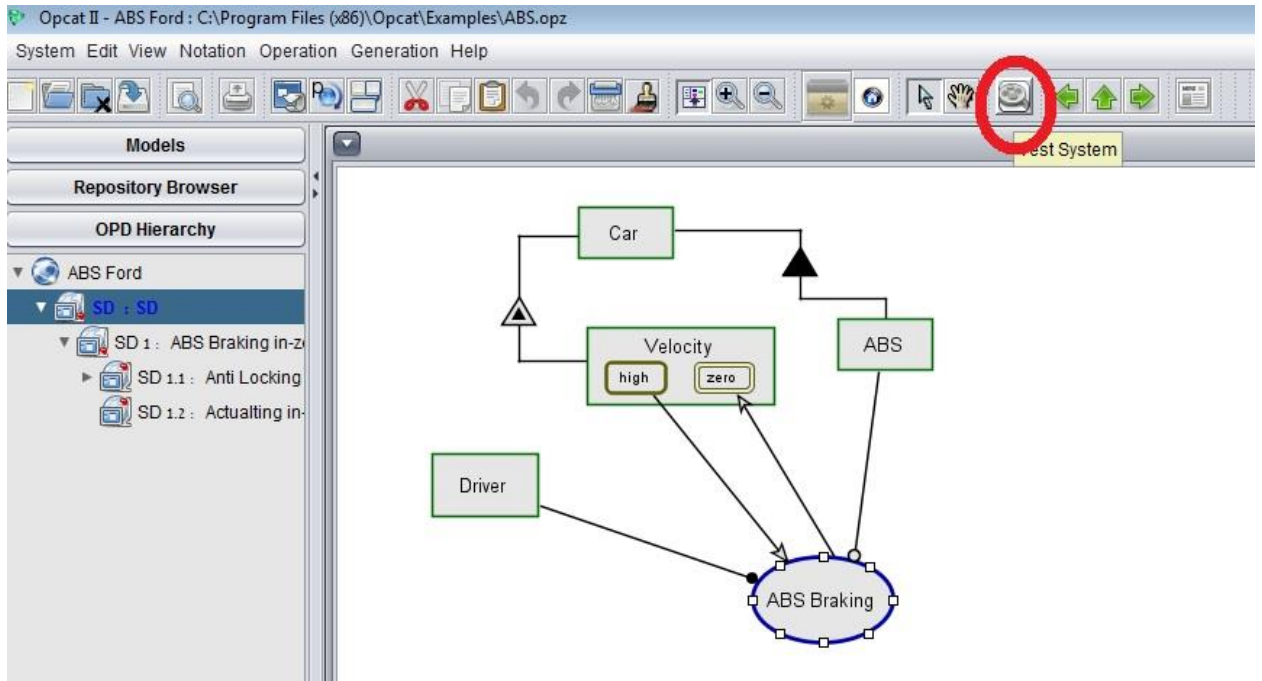 Opcat II - ABS Ford : C:\Program Files (x86)\Opcat\Examples\ABS.opz
System Edit View Notation Operation Generation Help
Test System
Models
Repository Browser
OPD Hierarchy
ABS Ford
SD : SD
SD 1 : ABS Braking in-z
SD 1.1 : Anti Locking
SD 1.2 : Actualting in-
Car
Velocity
high
zero
ABS
Driver
ABS Braking